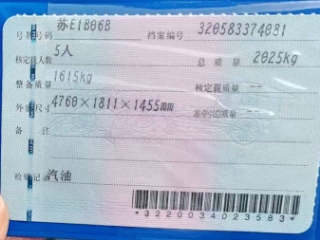 号牌号码 苏E1B06B 档案编号 320583374081
核定载人数 5人 总质量 2025kg
整备质量 1615kg 核定载质量 --
外廓尺寸 4760×1811×1455mm 准牵引总质量 --
备注
检验记录 汽油
*3220034023583*